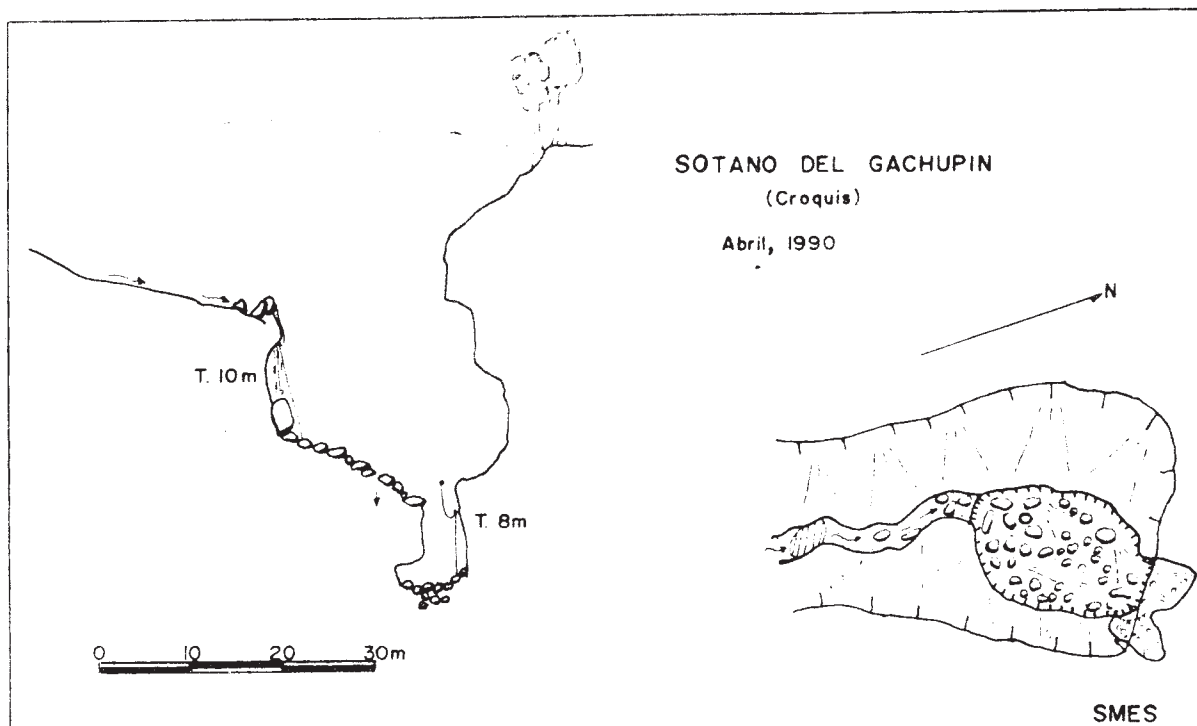 SOTANO DEL GACHUPIN
(Croquis)
Abril, 1990
N
T. 10m
T. 8m
0 10 20 30m
SMES